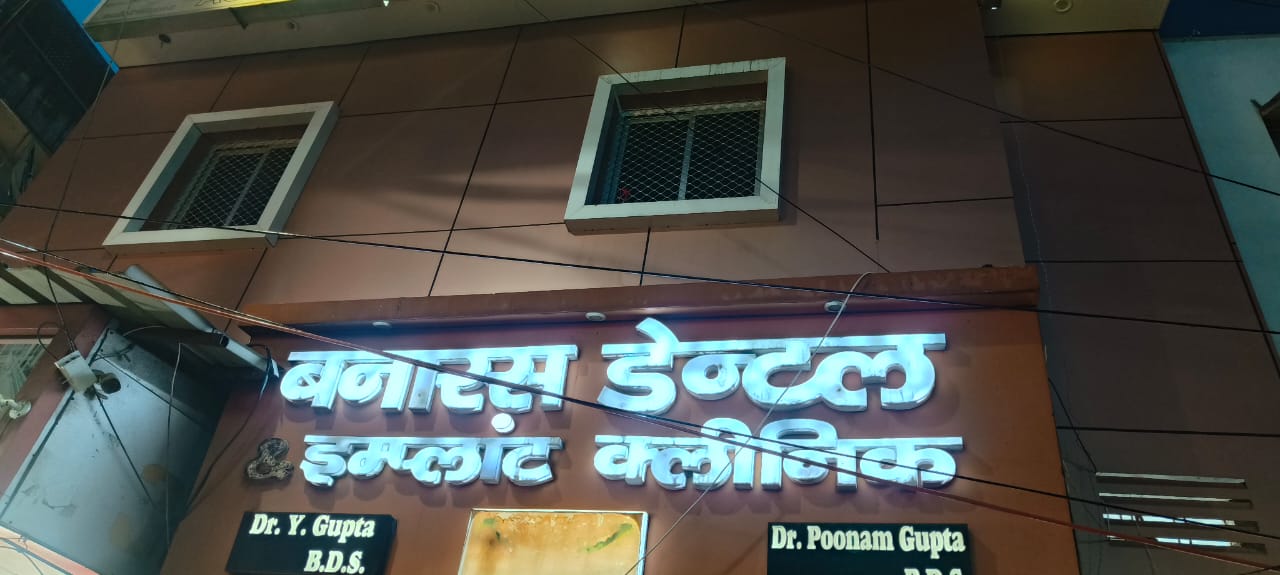 बनारस डेण्टल
& इम्प्लांट क्लीनिक
Dr. Y. Gupta
B.D.S.
Dr. Poonam Gupta